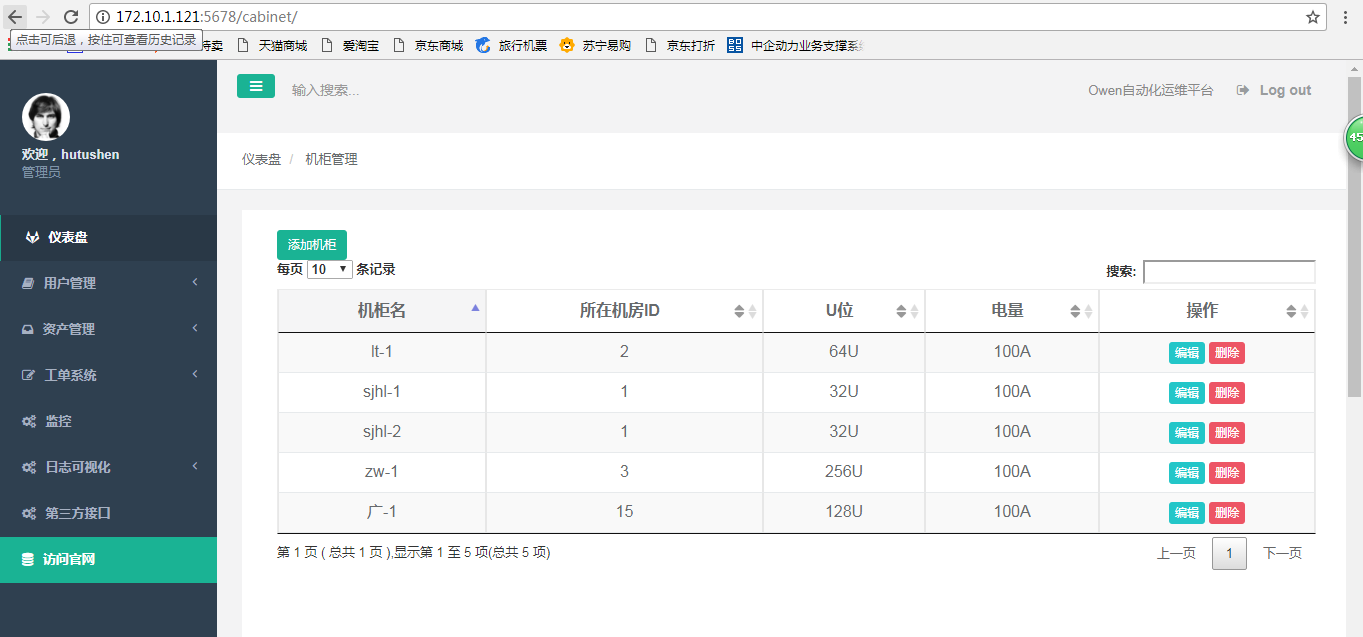 172.10.1.121:5678/cabinet/
点击可后退，按住可查看历史记录
特卖 天猫商城 爱淘宝 京东商城 旅行机票 苏宁易购 京东打折 中企动力业务支撑系
输入搜索... Owen自动化运维平台 Log out
欢迎，hutushen
管理员
45
仪表盘 / 机柜管理
仪表盘
用户管理
资产管理
工单系统
监控
日志可视化
第三方接口
访问官网
添加机柜
每页 10 条记录 搜索:
机柜名 所在机房ID U位 电量 操作
lt-1 2 64U 100A 编辑 删除
sjhl-1 1 32U 100A 编辑 删除
sjhl-2 1 32U 100A 编辑 删除
zw-1 3 256U 100A 编辑 删除
广-1 15 128U 100A 编辑 删除
第 1 页 ( 总共 1 页 ),显示第 1 至 5 项(总共 5 项) 上一页 1 下一页